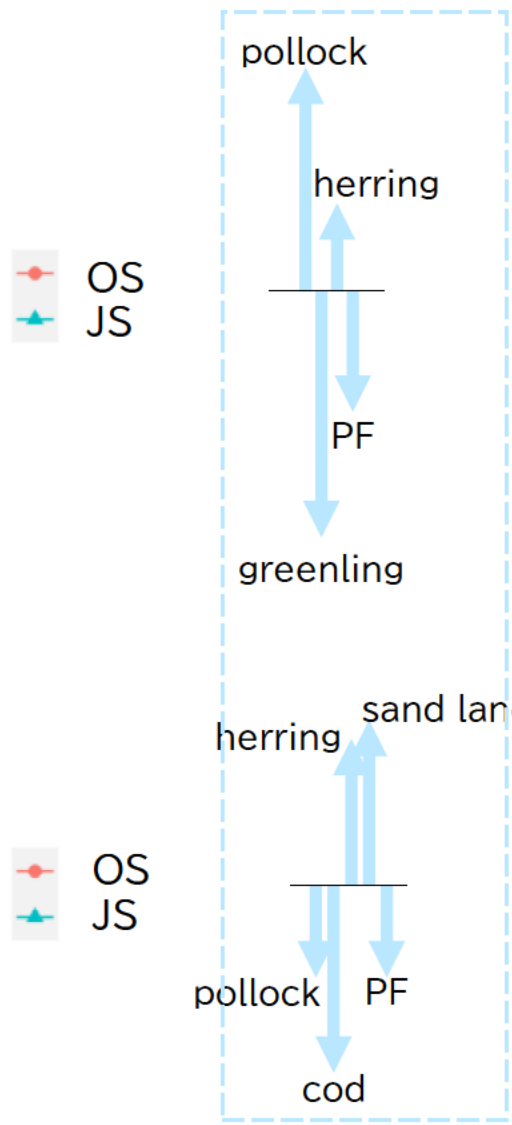 pollock
herring
OS
JS
PF
greenling
sand lan
herring
OS
JS
pollock
PF
cod